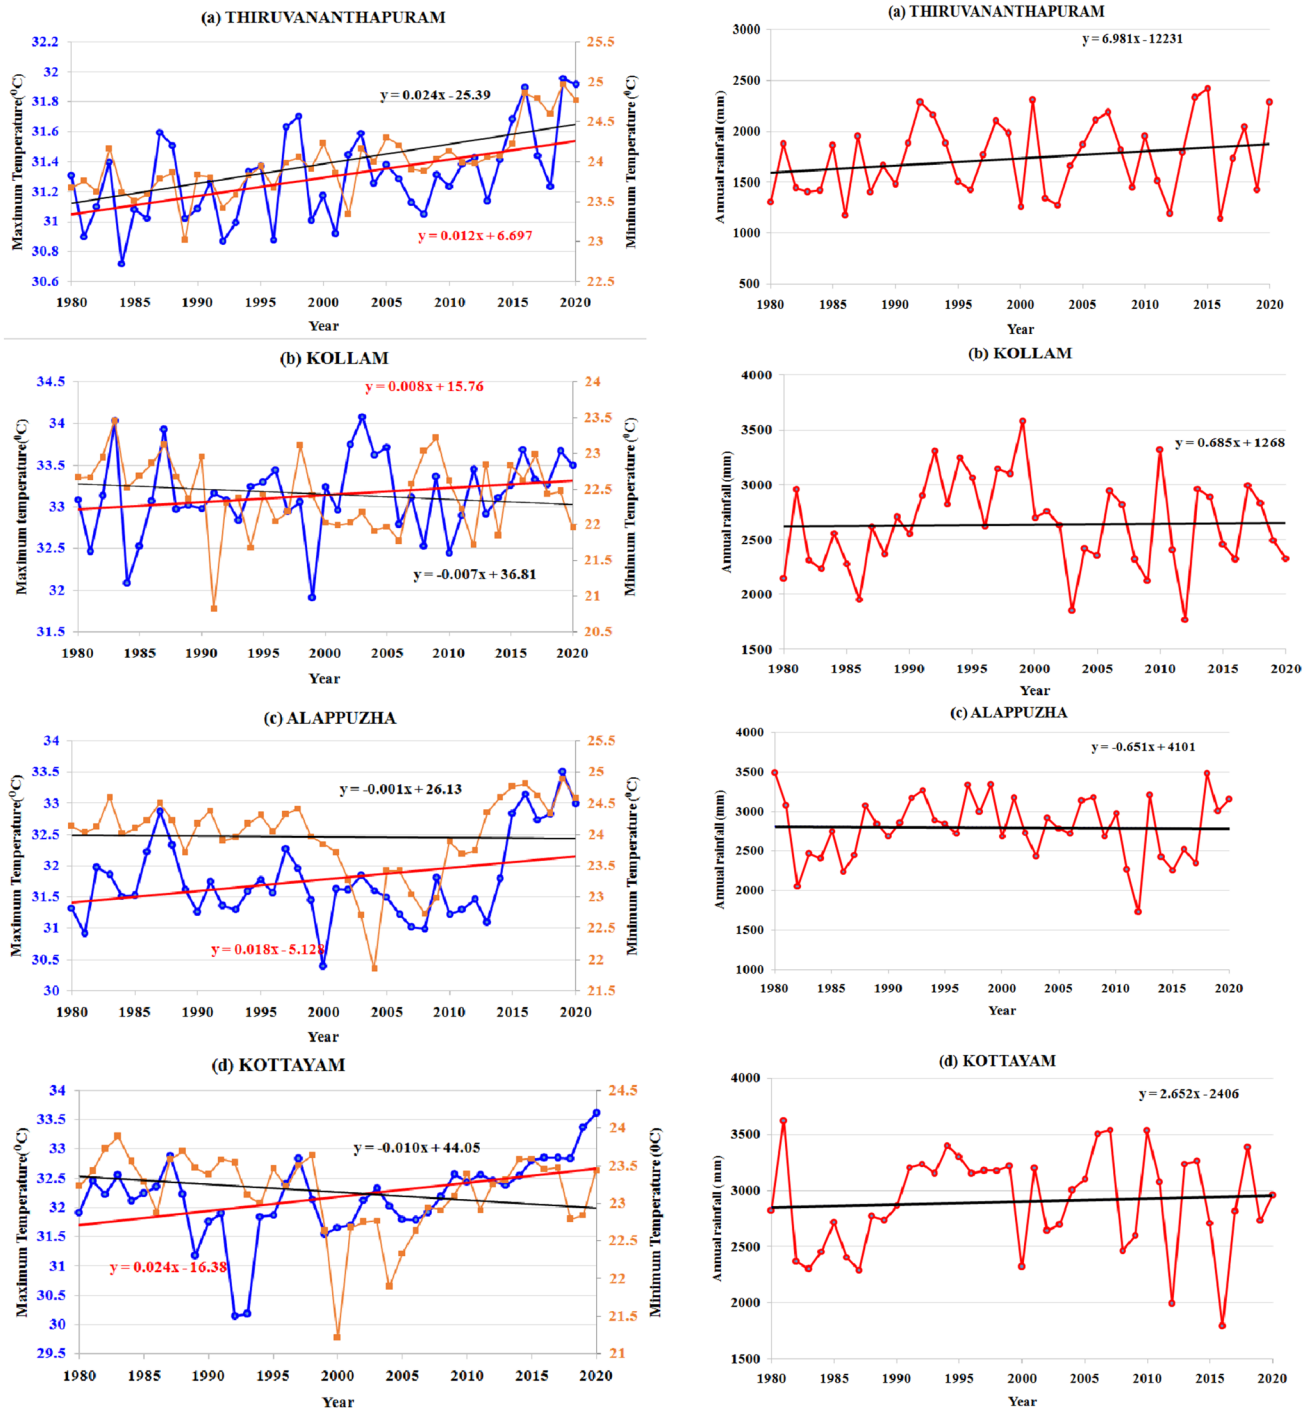 (a) THIRUVANANTHAPURAM
Maximum Temperature(⁰C)
32.2
32
31.8
31.6
31.4
31.2
31
30.8
30.6
y = 0.024x - 25.39
y = 0.012x + 6.697
25.5
25
24.5
24
23.5
23
22.5
Minimum Temperature (⁰C)
1980 1985 1990 1995 2000 2005 2010 2015 2020
Year
(a) THIRUVANANTHAPURAM
Annual rainfall (mm)
3000
2500
2000
1500
1000
500
y = 6.981x - 12231
1980 1985 1990 1995 2000 2005 2010 2015 2020
Year
(b) KOLLAM
Maximum temperature(⁰C)
34.5
34
33.5
33
32.5
32
31.5
y = 0.008x + 15.76
y = -0.007x + 36.81
24
23.5
23
22.5
22
21.5
21
20.5
Minimum Temperature (⁰C)
1980 1985 1990 1995 2000 2005 2010 2015 2020
Year
(b) KOLLAM
Annual rainfall (mm)
4000
3500
3000
2500
2000
1500
y = 0.685x + 1268
1980 1985 1990 1995 2000 2005 2010 2015 2020
Year
(c) ALAPPUZHA
Maximum Temperature(⁰C)
34
33.5
33
32.5
32
31.5
31
30.5
30
y = -0.001x + 26.13
y = 0.018x - 5.128
25.5
25
24.5
24
23.5
23
22.5
22
21.5
Minimum Temperature (⁰C)
1980 1985 1990 1995 2000 2005 2010 2015 2020
Year
(c) ALAPPUZHA
Annual rainfall (mm)
4000
3500
3000
2500
2000
1500
1000
y = -0.651x + 4101
1980 1985 1990 1995 2000 2005 2010 2015 2020
Year
(d) KOTTAYAM
Maximum Temperature(⁰C)
34
33.5
33
32.5
32
31.5
31
30.5
30
29.5
y = -0.010x + 44.05
y = 0.024x - 16.38
24.5
24
23.5
23
22.5
22
21.5
21
Minimum Temperature (0C)
1980 1985 1990 1995 2000 2005 2010 2015 2020
Year
(d) KOTTAYAM
Annual rainfall (mm)
4000
3500
3000
2500
2000
1500
y = 2.652x - 2406
1980 1985 1990 1995 2000 2005 2010 2015 2020
Year